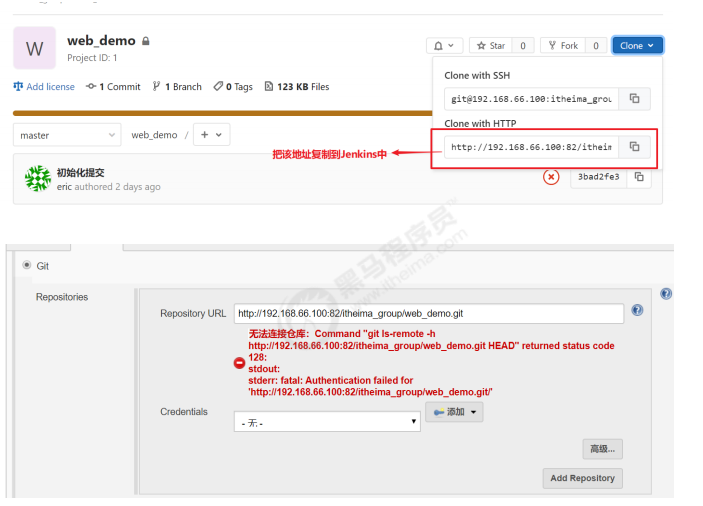 W
web_demo
Project ID: 1
Star 0
Fork 0
Clone
Add license
1 Commit
1 Branch
0 Tags
123 KB Files
Clone with SSH
git@192.168.66.100:itheima_grou
Clone with HTTP
http://192.168.66.100:82/itheim
master
web_demo / +
把该地址复制到Jenkins中
初始化提交
eric authored 2 days ago
3bad2fe3
黑马程序员
www.itheima.com
Git
Repositories
Repository URL
http://192.168.66.100:82/itheima_group/web_demo.git
无法连接仓库：Command "git ls-remote -h
http://192.168.66.100:82/itheima_group/web_demo.git HEAD" returned status code
128:
stdout:
stderr: fatal: Authentication failed for
'http://192.168.66.100:82/itheima_group/web_demo.git/'
Credentials
- 无 -
添加
高级...
Add Repository